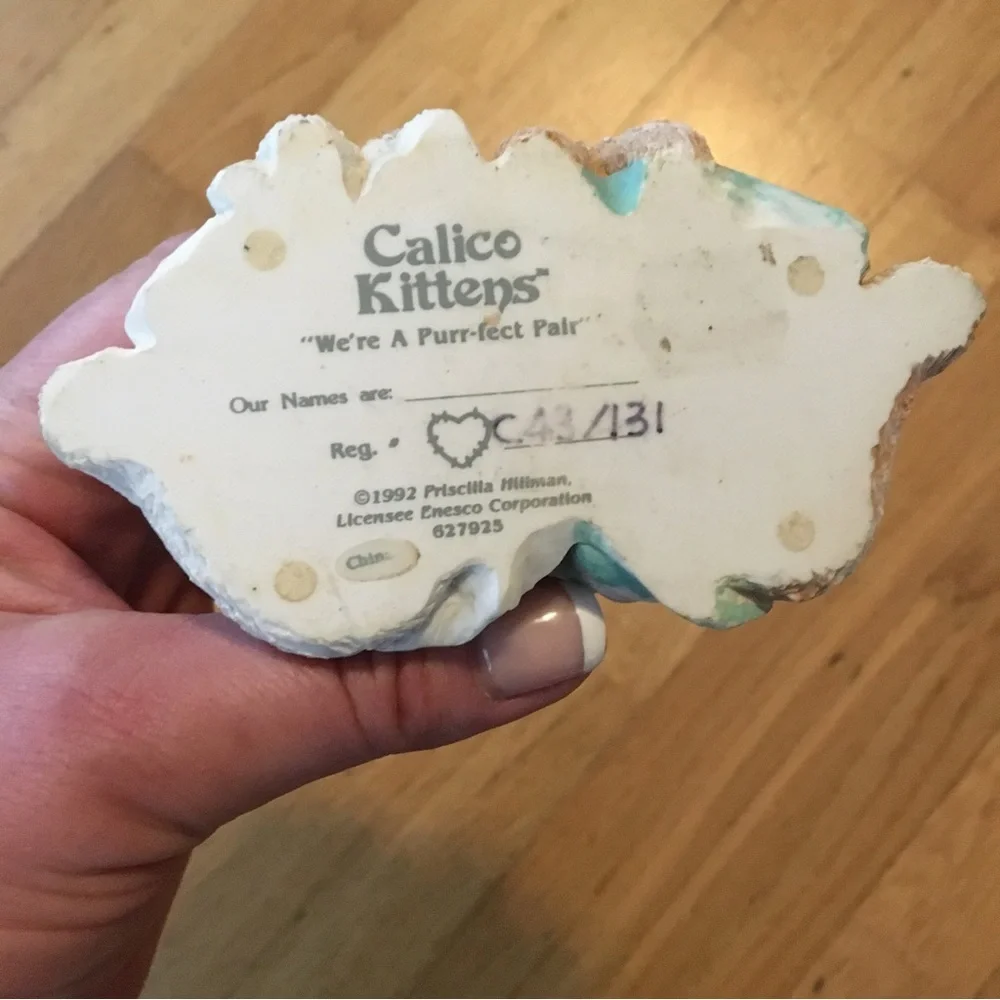 Calico
Kittens™
"We're A Purr-fect Pair"
Our Names are:
Reg. # C43/131
©1992 Priscilla Hillman,
Licensee Enesco Corporation
627925